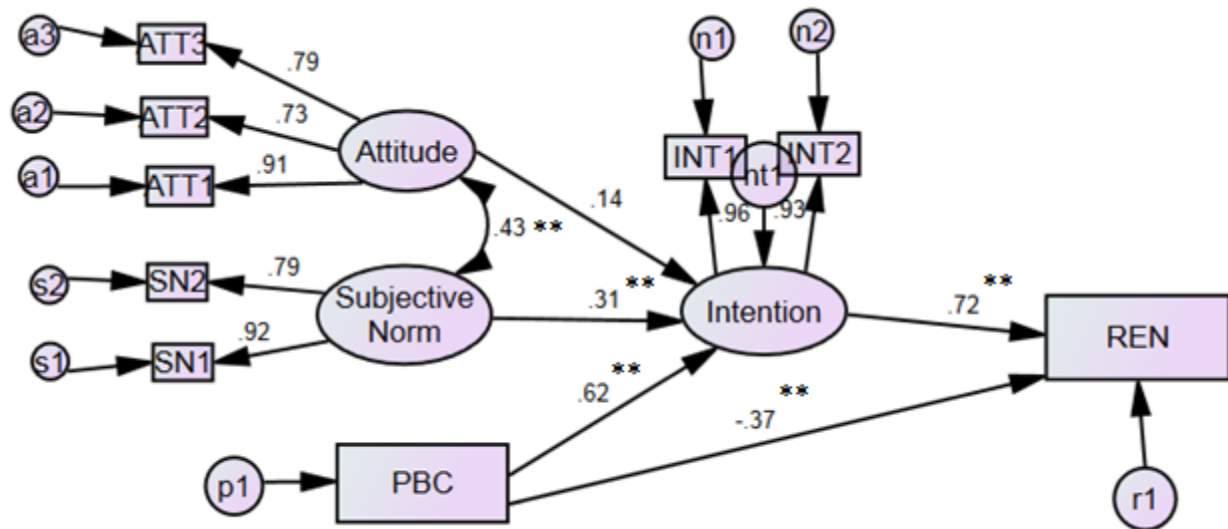 a3
ATT3
.79
a2
ATT2
.73
a1
ATT1
.91
Attitude
.14
.43 **
s2
SN2
.79
s1
SN1
.92
Subjective
Norm
.31 **
n1
n2
INT1
INT2
nt1
.96
.93
Intention
.72 **
REN
.62 **
-.37 **
p1
PBC
r1